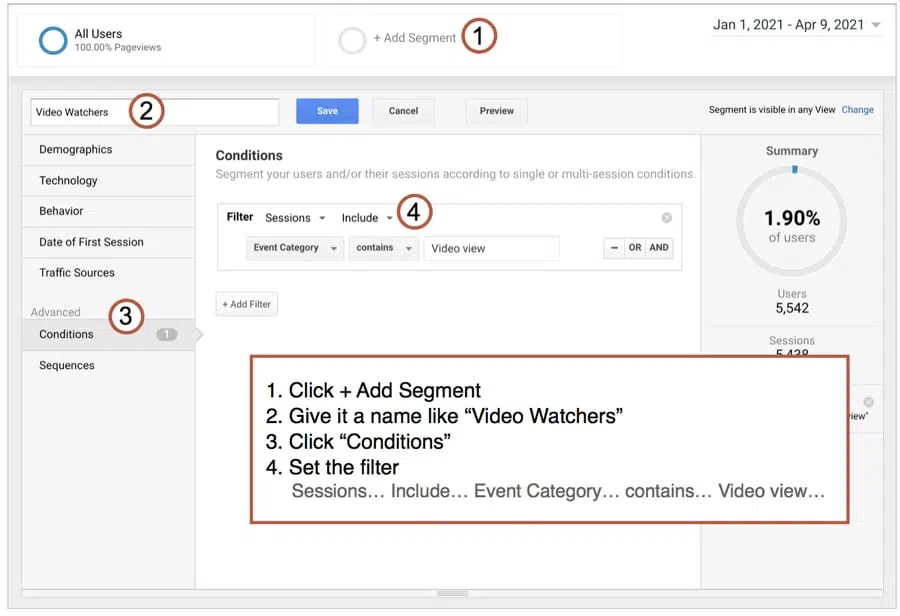 All Users
100.00% Pageviews
+ Add Segment
1
Jan 1, 2021 - Apr 9, 2021
Video Watchers
2
Save
Cancel
Preview
Segment is visible in any View Change
Demographics
Technology
Behavior
Date of First Session
Traffic Sources
Advanced
3
Conditions
1
Sequences
Conditions
Segment your users and/or their sessions according to single or multi-session conditions.
Filter Sessions Include
4
Event Category contains Video view
− OR AND
+ Add Filter
Summary
1.90%
of users
Users
5,542
Sessions
5,438
1. Click + Add Segment
2. Give it a name like “Video Watchers”
3. Click “Conditions”
4. Set the filter
Sessions… Include… Event Category… contains… Video view…